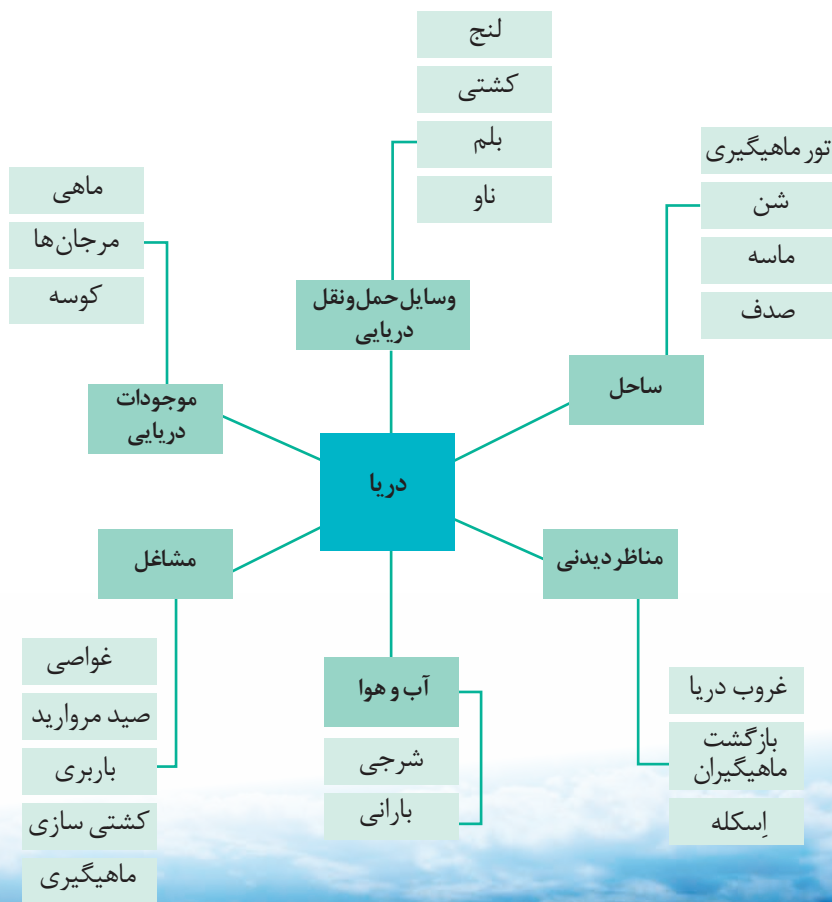 لنج
کشتی
بلم
ناو
وسایل حمل‌ونقل
دریایی
تور ماهیگیری
شن
ماسه
صدف
ساحل
ماهی
مرجان‌ها
کوسه
موجودات
دریایی
دریا
مناظر دیدنی
غروب دریا
بازگشت
ماهیگیران
اِسکله
آب و هوا
شرجی
بارانی
مشاغل
غواصی
صید مروارید
باربری
کشتی سازی
ماهیگیری